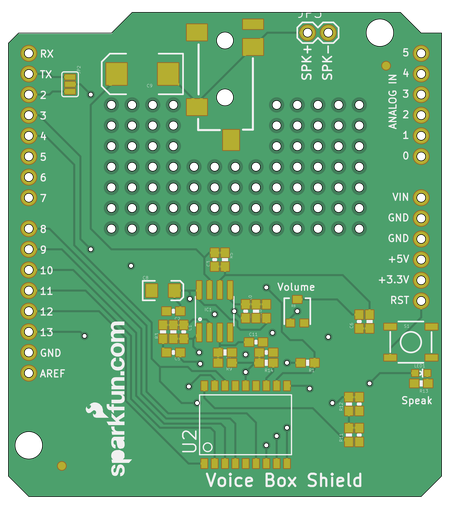 JP3
SPK+
SPK-
RX
TX
2
3
4
5
6
7
8
9
10
11
12
13
GND
AREF
5
4
3
2
1
0
ANALOG IN
VIN
GND
GND
+5V
+3.3V
RST
Volume
Speak
sparkfun.com
U2
Voice Box Shield